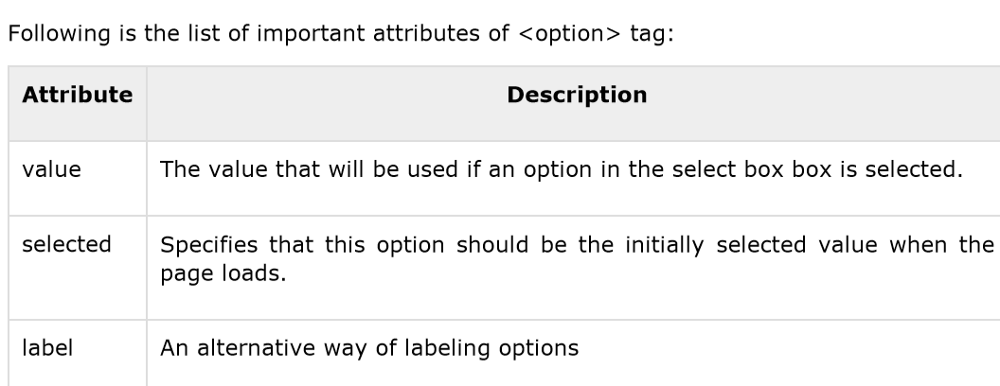 Following is the list of important attributes of <option> tag:
Attribute Description
value The value that will be used if an option in the select box box is selected.
selected Specifies that this option should be the initially selected value when the
page loads.
label An alternative way of labeling options